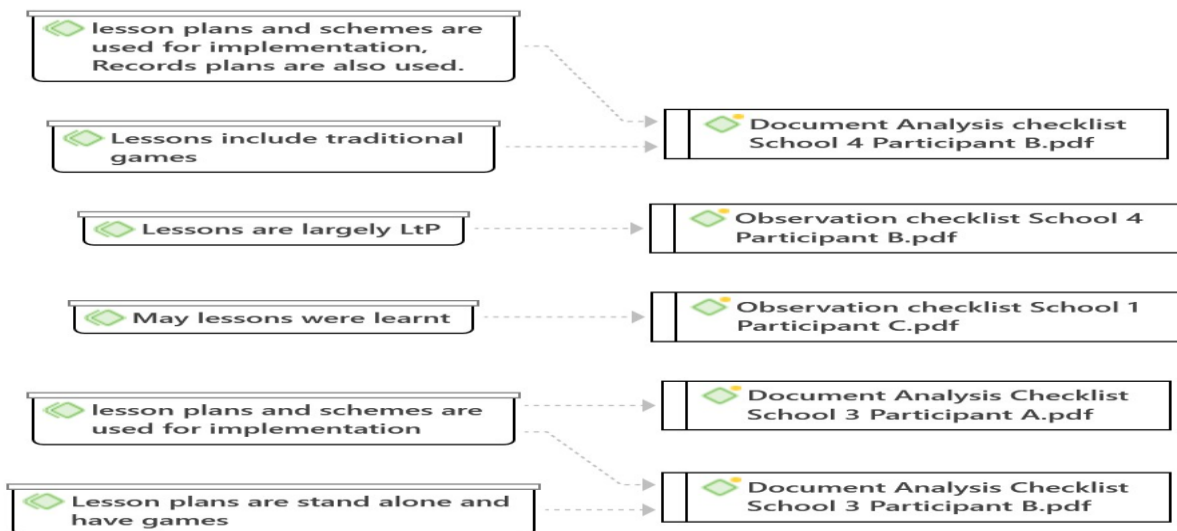 lesson plans and schemes are
used for implementation,
Records plans are also used.
Lessons include traditional
games
Document Analysis checklist
School 4 Participant B.pdf
Lessons are largely LtP
Observation checklist School 4
Participant B.pdf
May lessons were learnt
Observation checklist School 1
Participant C.pdf
lesson plans and schemes are
used for implementation
Document Analysis Checklist
School 3 Participant A.pdf
Lesson plans are stand alone and
have games
Document Analysis Checklist
School 3 Participant B.pdf